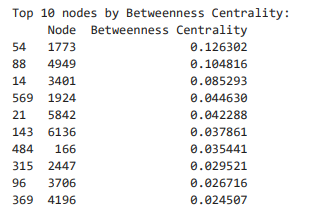 Top 10 nodes by Betweenness Centrality:
Node Betweenness Centrality
54 1773 0.126302
88 4949 0.104816
14 3401 0.085293
569 1924 0.044630
21 5842 0.042288
143 6136 0.037861
484 166 0.035441
315 2447 0.029521
96 3706 0.026716
369 4196 0.024507